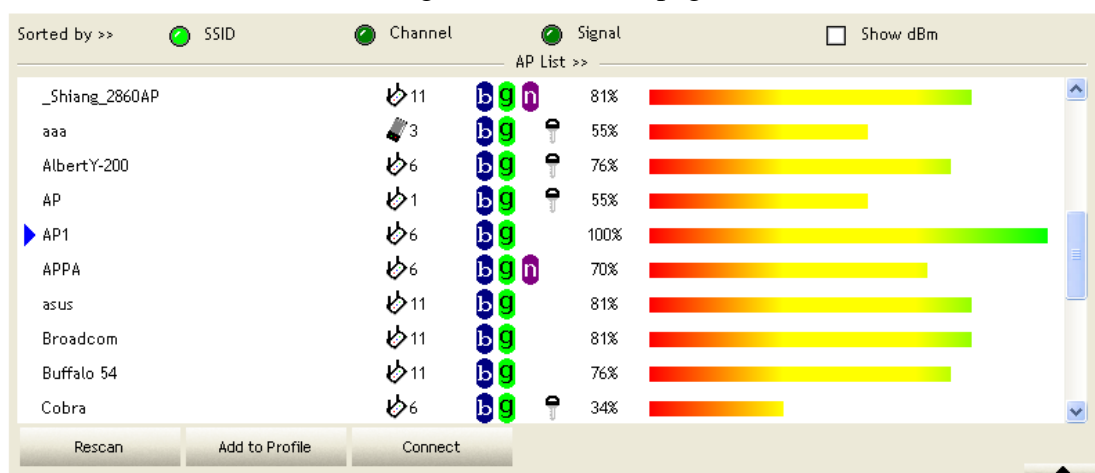 Sorted by >> SSID Channel Signal Show dBm
AP List >>
_Shiang_2860AP 11 b g n 81%
aaa 3 b g 55%
AlbertY-200 6 b g 76%
AP 1 b g 55%
AP1 6 b g 100%
APPA 6 b g n 70%
asus 11 b g 81%
Broadcom 11 b g 81%
Buffalo 54 11 b g 76%
Cobra 6 b g 34%
Rescan Add to Profile Connect